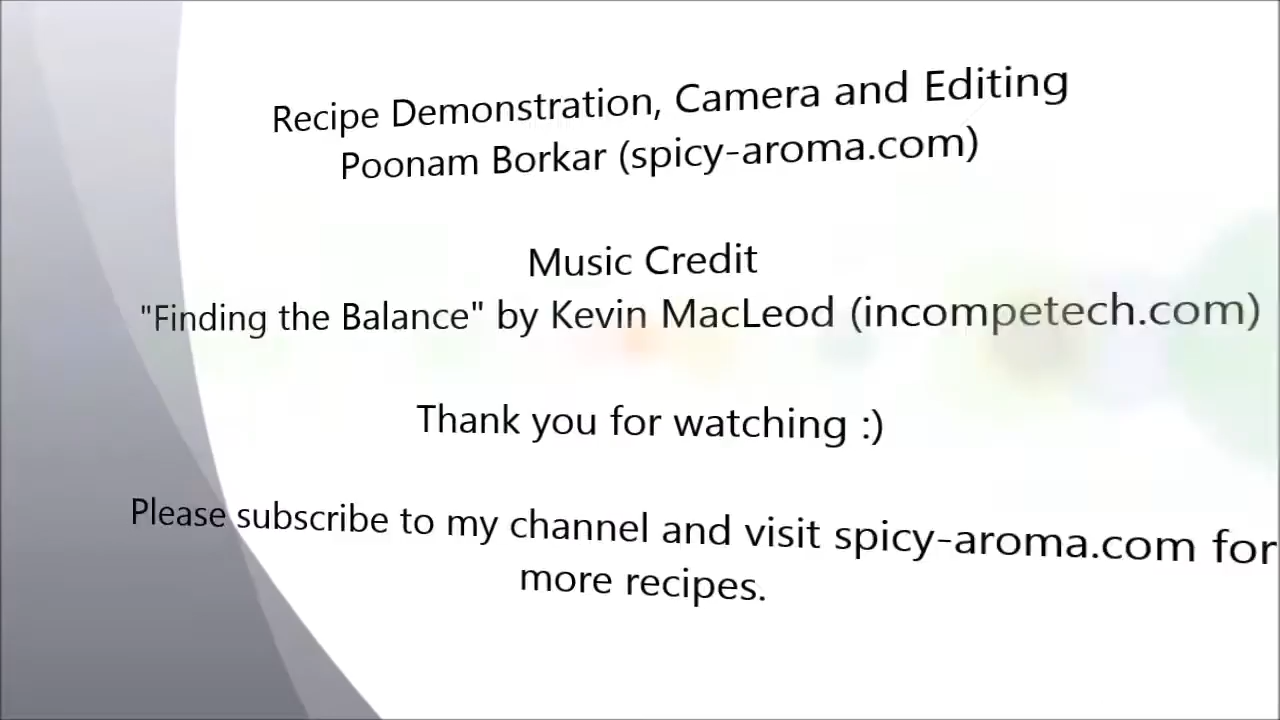 Recipe Demonstration, Camera and Editing
Poonam Borkar (spicy-aroma.com)
Music Credit
"Finding the Balance" by Kevin MacLeod (incompetech.com)
Thank you for watching :)
Please subscribe to my channel and visit spicy-aroma.com for
more recipes.